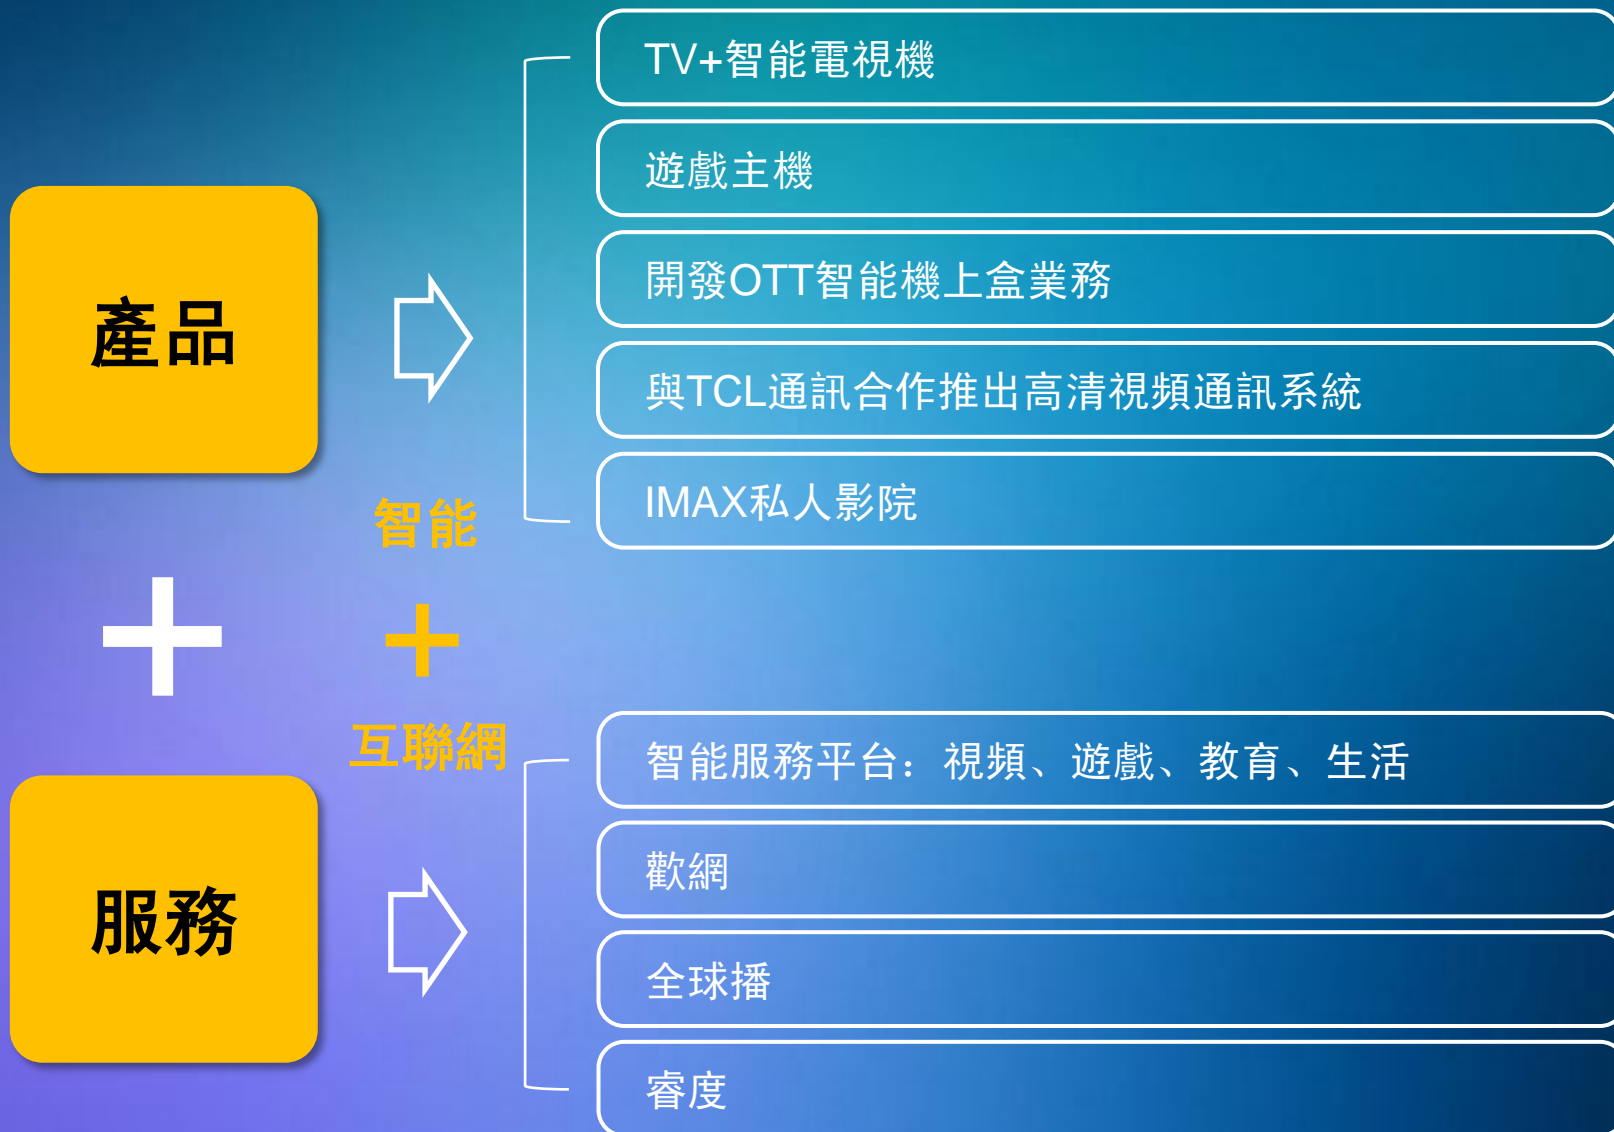 產品
TV+智能電視機
遊戲主機
開發OTT智能機上盒業務
與TCL通訊合作推出高清視頻通訊系統
IMAX私人影院
+
智能
+
互聯網
服務
智能服務平台：視頻、遊戲、教育、生活
歡網
全球播
睿度